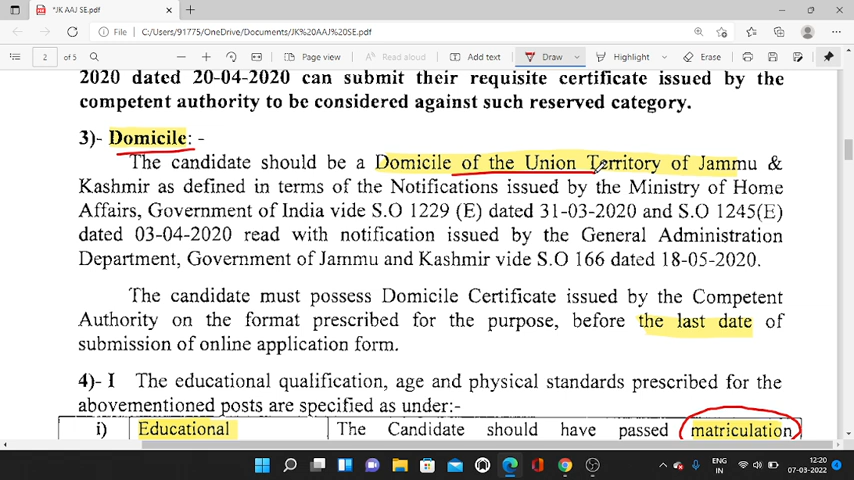 *JK AAJ SE.pdf
File
C:/Users/91775/OneDrive/Documents/JK%20AAJ%20SE.pdf
2 of 5
Page view
Read aloud
Add text
Draw
Highlight
Erase
2020 dated 20-04-2020 can submit their requisite certificate issued by the
competent authority to be considered against such reserved category.
3)- Domicile: -
The candidate should be a Domicile of the Union Territory of Jammu &
Kashmir as defined in terms of the Notifications issued by the Ministry of Home
Affairs, Government of India vide S.O 1229 (E) dated 31-03-2020 and S.O 1245(E)
dated 03-04-2020 read with notification issued by the General Administration
Department, Government of Jammu and Kashmir vide S.O 166 dated 18-05-2020.
The candidate must possess Domicile Certificate issued by the Competent
Authority on the format prescribed for the purpose, before the last date of
submission of online application form.
4)- I The educational qualification, age and physical standards prescribed for the
abovementioned posts are specified as under:-
i) Educational The Candidate should have passed matriculation
ENG
IN
12:20
07-03-2022